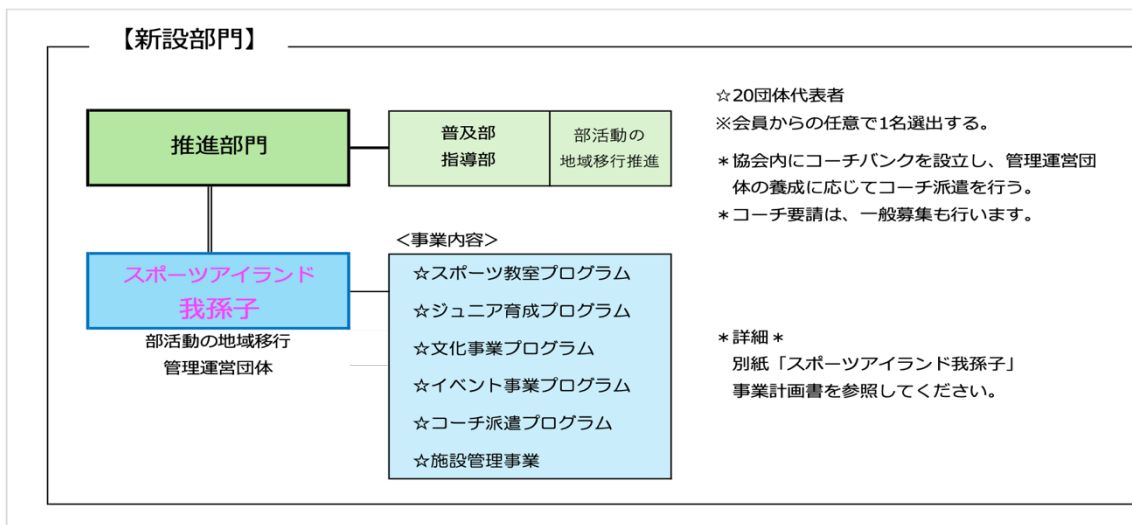 【新設部門】
推進部門
普及部
指導部
部活動の
地域移行推進
☆20団体代表者
※会員からの任意で1名選出する。
＊協会内にコーチバンクを設立し、管理運営団
体の養成に応じてコーチ派遣を行う。
＊コーチ要請は、一般募集も行います。
スポーツアイランド
我孫子
部活動の地域移行
管理運営団体
＜事業内容＞
☆スポーツ教室プログラム
☆ジュニア育成プログラム
☆文化事業プログラム
☆イベント事業プログラム
☆コーチ派遣プログラム
☆施設管理事業
＊詳細＊
別紙「スポーツアイランド我孫子」
事業計画書を参照してください。